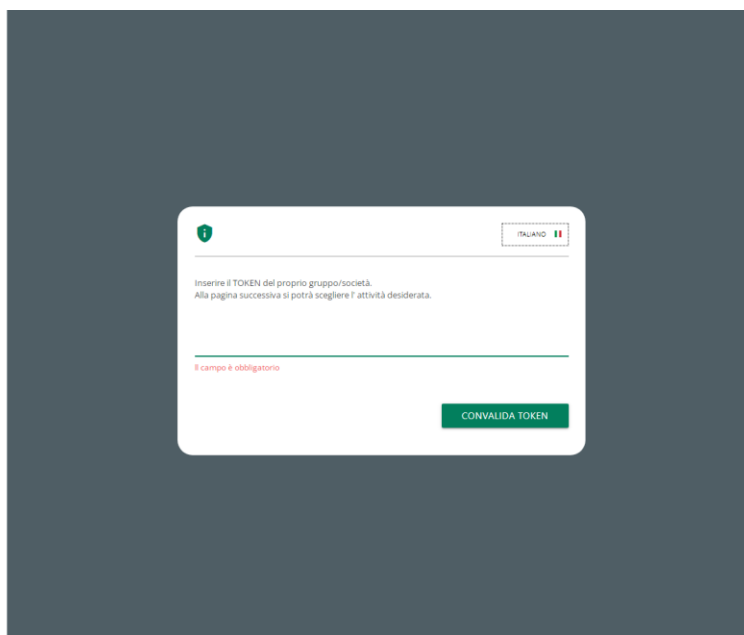 ITALIANO
Inserire il TOKEN del proprio gruppo/società.
Alla pagina successiva si potrà scegliere l' attività desiderata.
Il campo è obbligatorio
CONVALIDA TOKEN